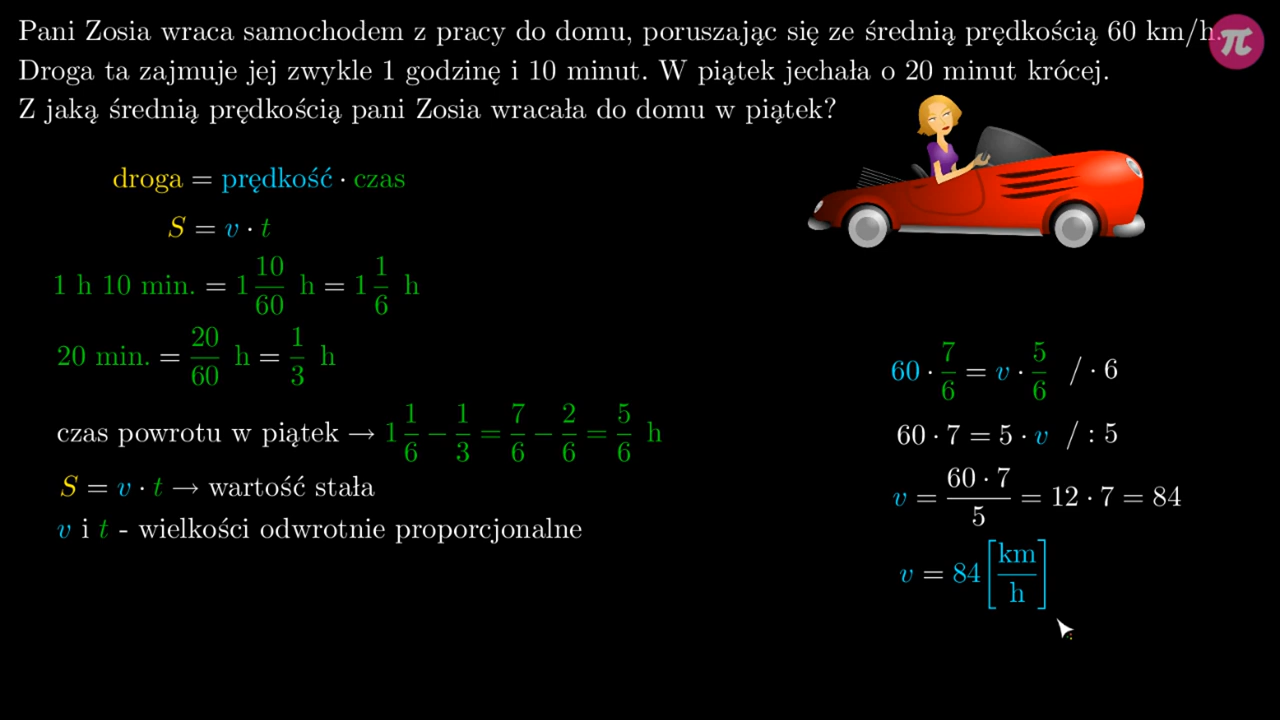 Pani Zosia wraca samochodem z pracy do domu, poruszając się ze średnią prędkością 60 km/h.
Droga ta zajmuje jej zwykle 1 godzinę i 10 minut. W piątek jechała o 20 minut krócej.
Z jaką średnią prędkością pani Zosia wracała do domu w piątek?
π
droga = prędkość · czas
S = v · t
1 h 10 min. = 1 10/60 h = 1 1/6 h
20 min. = 20/60 h = 1/3 h
czas powrotu w piątek → 1 1/6 − 1/3 = 7/6 − 2/6 = 5/6 h
S = v · t → wartość stała
v i t - wielkości odwrotnie proporcjonalne
60 · 7/6 = v · 5/6 / · 6
60 · 7 = 5 · v / : 5
v = 60 · 7/5 = 12 · 7 = 84
v = 84 [km/h]